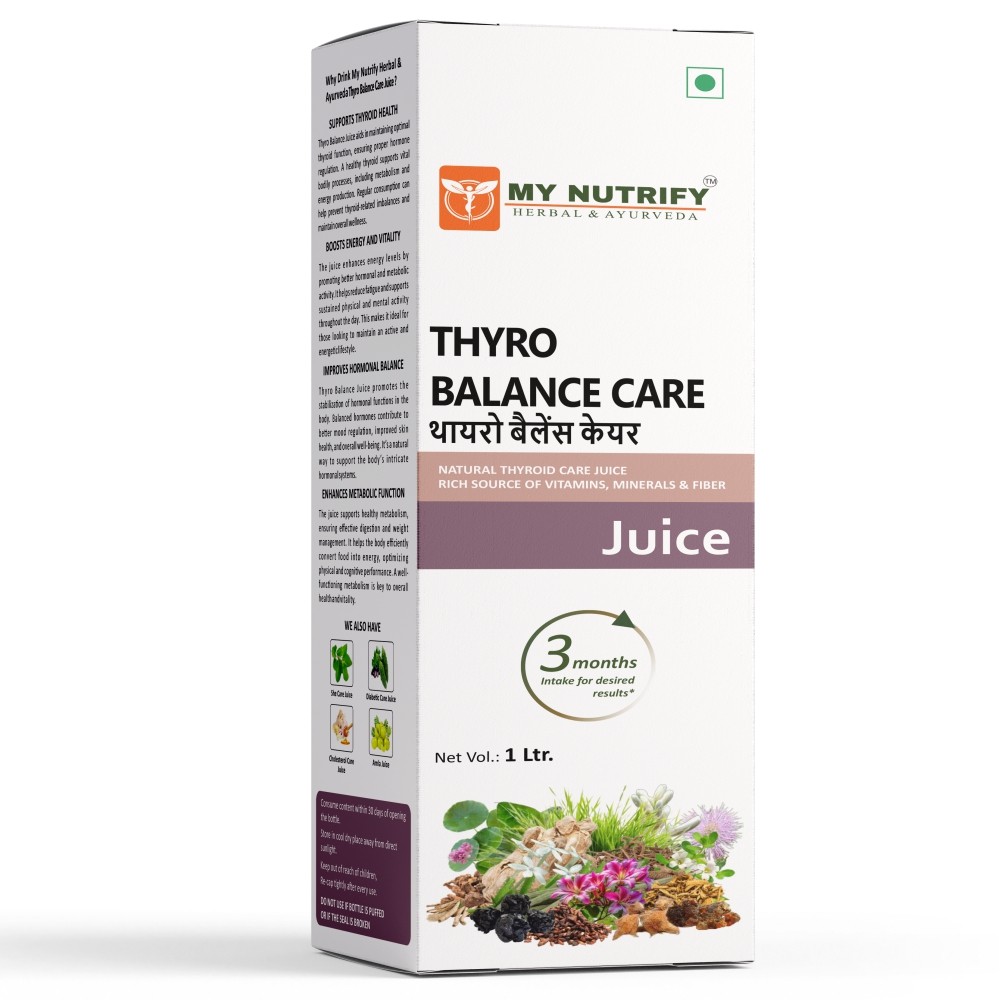 Why Drink My Nutrify Herbal &
Ayurveda Thyro Balance Care Juice ?
SUPPORTS THYROID HEALTH
Thyro Balance Juice aids in maintaining optimal
thyroid function, ensuring proper hormone
regulation. A healthy thyroid supports vital
bodily processes, including metabolism and
energy production. Regular consumption can
help prevent thyroid-related imbalances and
maintain overall wellness.
BOOSTS ENERGY AND VITALITY
The juice enhances energy levels by
promoting better hormonal and metabolic
activity. It helps reduce fatigue and supports
sustained physical and mental activity
throughout the day. This makes it ideal for
those looking to maintain an active and
energetic lifestyle.
IMPROVES HORMONAL BALANCE
Thyro Balance Juice promotes the
stabilization of hormonal functions in the
body. Balanced hormones contribute to
better mood regulation, improved skin
health, and overall well-being. It's a natural
way to support the body's intricate
hormonal systems.
ENHANCES METABOLIC FUNCTION
The juice supports healthy metabolism,
ensuring effective digestion and weight
management. It helps the body efficiently
convert food into energy, optimizing
physical and cognitive performance. A well-
functioning metabolism is key to overall
health and vitality.
WE ALSO HAVE
She Care Juice
Diabetic Care Juice
Cholesterol Care
Juice
Amla Juice
Consume content within 30 days of opening
the bottle.
Store in cool dry place away from direct
sunlight.
Keep out of reach of children.
Re-cap tightly after every use.
DO NOT USE IF BOTTLE IS PUFFED
OR IF THE SEAL IS BROKEN
MY NUTRIFY TM
HERBAL & AYURVEDA
THYRO
BALANCE CARE
थायरो बैलेंस केयर
NATURAL THYROID CARE JUICE
RICH SOURCE OF VITAMINS, MINERALS & FIBER
Juice
3 months
Intake for desired
results*
Net Vol.: 1 Ltr.